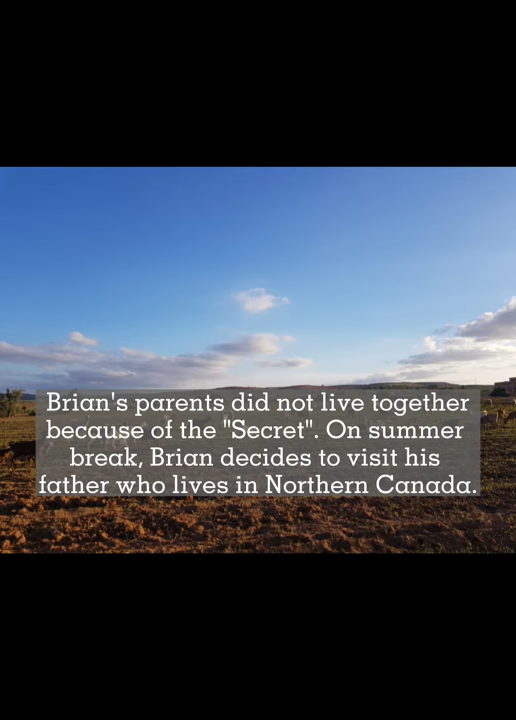 Brian's parents did not live together
because of the "Secret". On summer
break, Brian decides to visit his
father who lives in Northern Canada.